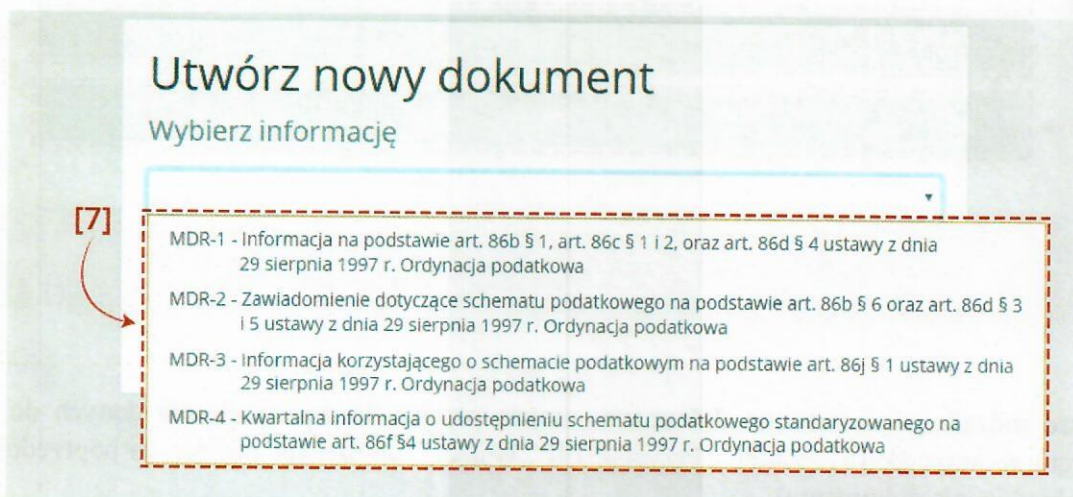 Utwórz nowy dokument
Wybierz informację
[7]
MDR-1 - Informacja na podstawie art. 86b § 1, art. 86c § 1 i 2, oraz art. 86d § 4 ustawy z dnia
29 sierpnia 1997 r. Ordynacja podatkowa
MDR-2 - Zawiadomienie dotyczące schematu podatkowego na podstawie art. 86b § 6 oraz art. 86d § 3
i 5 ustawy z dnia 29 sierpnia 1997 r. Ordynacja podatkowa
MDR-3 - Informacja korzystającego o schemacie podatkowym na podstawie art. 86j § 1 ustawy z dnia
29 sierpnia 1997 r. Ordynacja podatkowa
MDR-4 - Kwartalna informacja o udostępnieniu schematu podatkowego standaryzowanego na
podstawie art. 86f §4 ustawy z dnia 29 sierpnia 1997 r. Ordynacja podatkowa